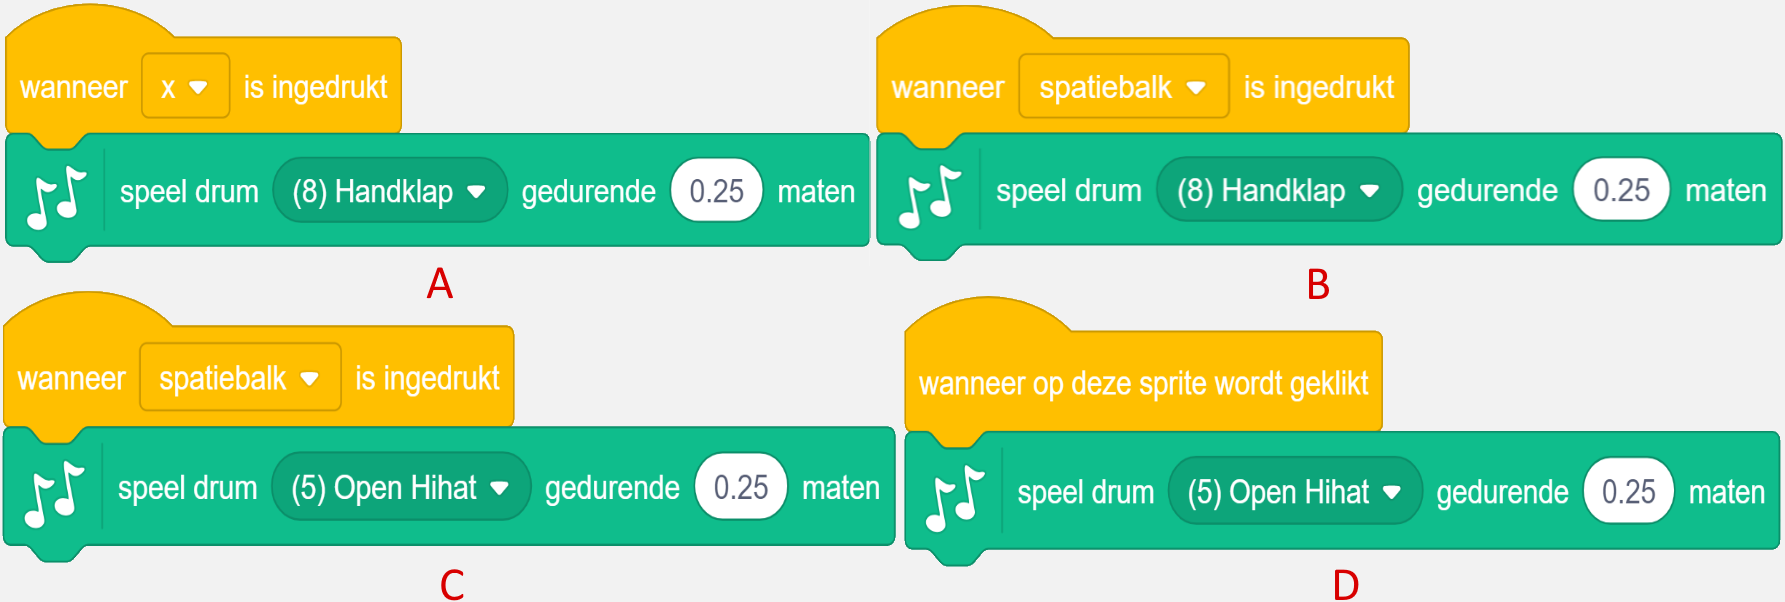 wanneer x is ingedrukt
speel drum (8) Handklap gedurende 0.25 maten
A
wanneer spatiebalk is ingedrukt
speel drum (8) Handklap gedurende 0.25 maten
B
wanneer spatiebalk is ingedrukt
speel drum (5) Open Hihat gedurende 0.25 maten
C
wanneer op deze sprite wordt geklikt
speel drum (5) Open Hihat gedurende 0.25 maten
D